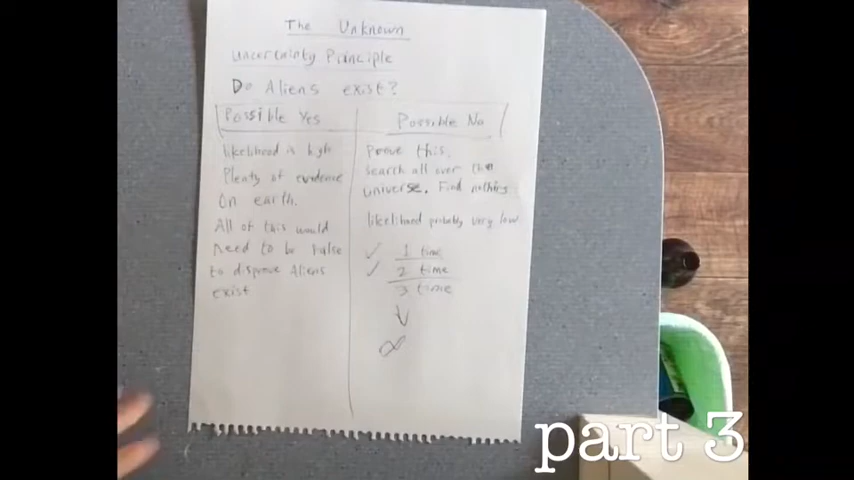 The Unknown
Uncertainty Principle
Do Aliens exist?
Possible Yes
likelihood is high
Plenty of evidence
On earth.
All of this would
need to be false
to disprove Aliens
exist
Possible No
Prove this.
search all over the
universe. Find nothing
likelihood probably very low
✓ 1 time
✓ 2 time
3 time
↓
∞
part 3